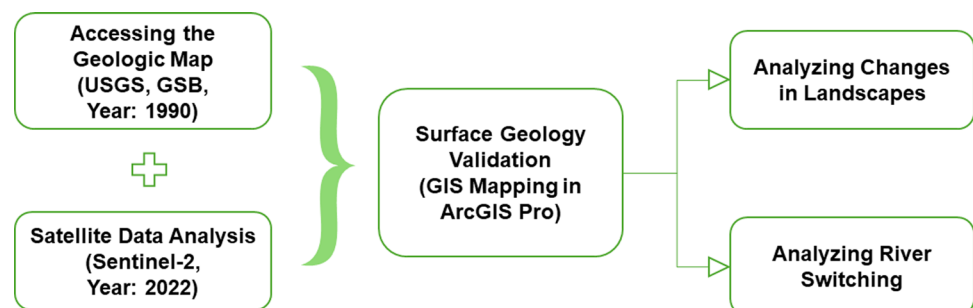 Accessing the
Geologic Map
(USGS, GSB,
Year: 1990)
Satellite Data Analysis
(Sentinel-2,
Year: 2022)
Surface Geology
Validation
(GIS Mapping in
ArcGIS Pro)
Analyzing Changes
in Landscapes
Analyzing River
Switching